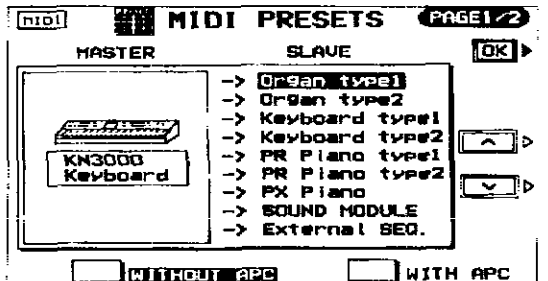 MIDI MIDI PRESETS PAGE1/2
MASTER SLAVE OK
-> Organ type1
-> Organ type2
-> Keyboard type1
-> Keyboard type2
-> PR Piano type1
-> PR Piano type2
-> PX Piano
-> SOUND MODULE
-> External SEQ.
KN3000
Keyboard
WITHOUT APC WITH APC